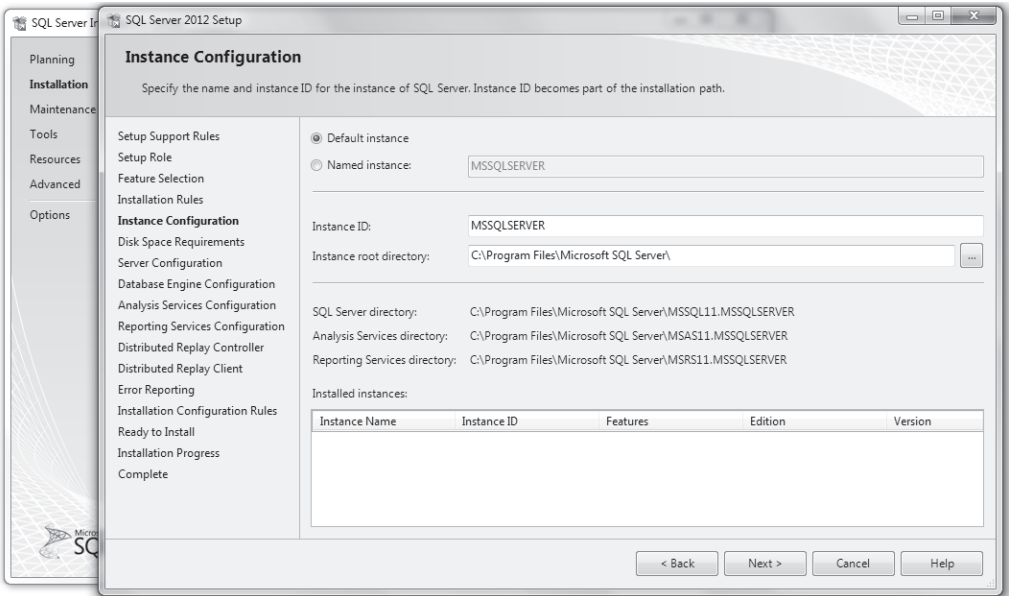 SQL Server In
Planning
Installation
Maintenance
Tools
Resources
Advanced
Options
Micros
SQ
SQL Server 2012 Setup
Instance Configuration
Specify the name and instance ID for the instance of SQL Server. Instance ID becomes part of the installation path.
Setup Support Rules
Setup Role
Feature Selection
Installation Rules
Instance Configuration
Disk Space Requirements
Server Configuration
Database Engine Configuration
Analysis Services Configuration
Reporting Services Configuration
Distributed Replay Controller
Distributed Replay Client
Error Reporting
Installation Configuration Rules
Ready to Install
Installation Progress
Complete
Default instance
Named instance: MSSQLSERVER
Instance ID: MSSQLSERVER
Instance root directory: C:\Program Files\Microsoft SQL Server\ ...
SQL Server directory: C:\Program Files\Microsoft SQL Server\MSSQL11.MSSQLSERVER
Analysis Services directory: C:\Program Files\Microsoft SQL Server\MSAS11.MSSQLSERVER
Reporting Services directory: C:\Program Files\Microsoft SQL Server\MSRS11.MSSQLSERVER
Installed instances:
Instance Name Instance ID Features Edition Version
< Back Next > Cancel Help